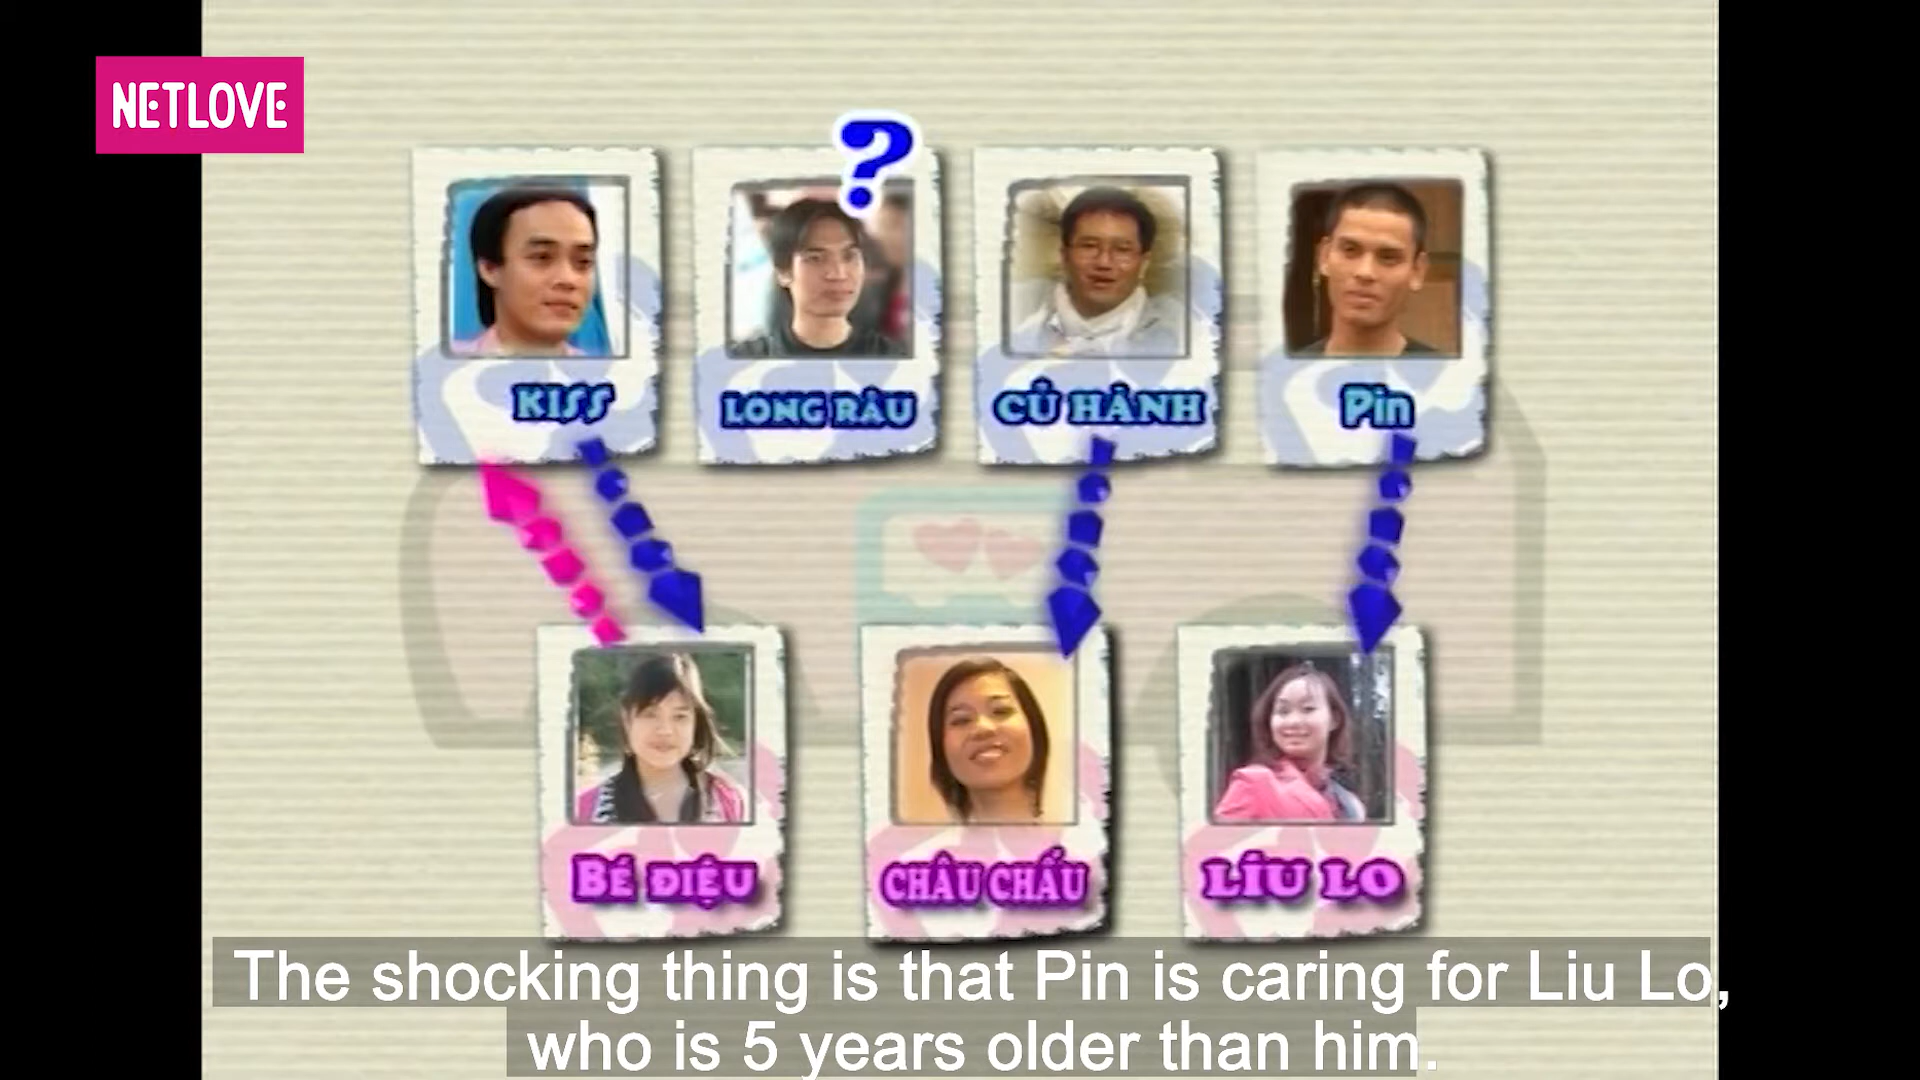 NETLOVE
?
KISS
LONG RÂU
CỦ HÀNH
Pin
BÉ ĐIỆU
CHÂU CHẤU
LÍU LO
The shocking thing is that Pin is caring for Liu Lo,
who is 5 years older than him.